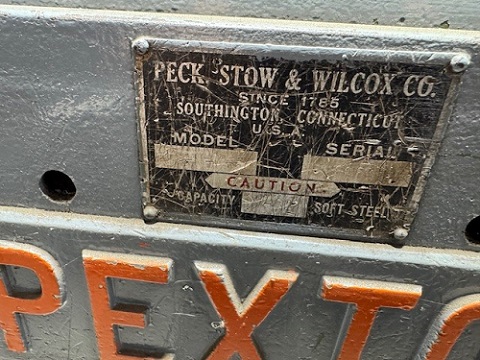 PECK, STOW & WILCOX CO.
SINCE 1785
SOUTHINGTON, CONNECTICUT
U.S.A.
MODEL SERIAL
CAUTION
CAPACITY SOFT STEEL
PEXTO